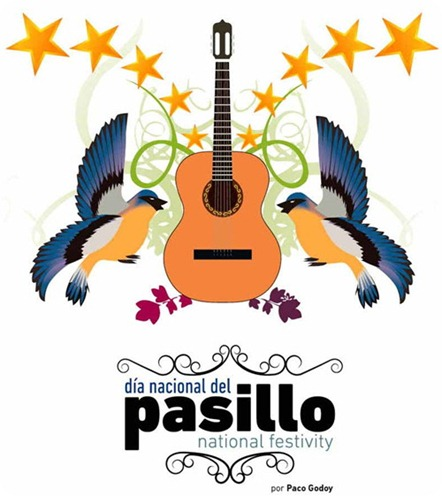 día nacional del
pasillo
national festivity
por Paco Godoy